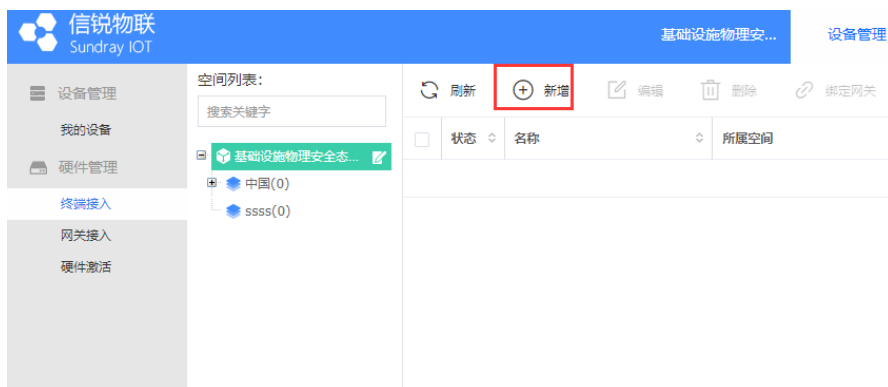 信锐物联
Sundray IOT
基础设施物理安... 设备管理
设备管理
我的设备
硬件管理
终端接入
网关接入
硬件激活
空间列表：
搜索关键字
基础设施物理安全态...
中国(0)
ssss(0)
刷新 新增 编辑 删除 绑定网关
状态 名称 所属空间